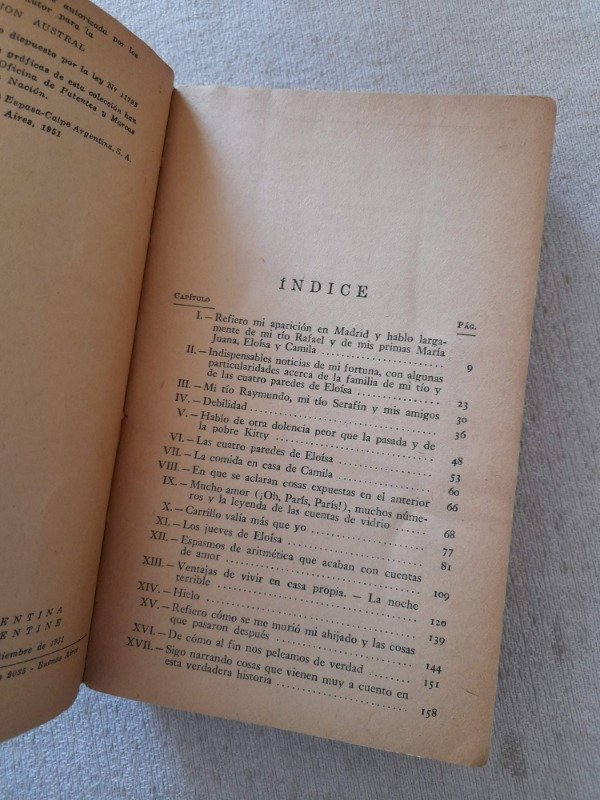 autorizada por los
autor para la
ION AUSTRAL
dispuesto por la ley Nº 11723
gráficas de esta colección han
Oficina de Patentes y Marcas
Nación.
Espasa-Calpe Argentina, S. A.
Aires, 1951
ENTINA
ENTINE
iembre de 1951
2035 - Buenos Aires
ÍNDICE
CAPÍTULO
PÁG.
I. — Refiero mi aparición en Madrid y hablo larga-
mente de mi tío Rafael y de mis primas María
Juana, Eloísa y Camila 9
II. — Indispensables noticias de mi fortuna, con algunas
particularidades acerca de la familia de mi tío y
de las cuatro paredes de Eloísa 23
III. — Mi tío Raymundo, mi tío Serafín y mis amigos 30
IV. — Debilidad 36
V. — Hablo de otra dolencia peor que la pasada y de
la pobre Kitty 48
VI. — Las cuatro paredes de Eloísa 53
VII. — La comida en casa de Camila 60
VIII. — En que se aclaran cosas expuestas en el anterior 66
IX. — Mucho amor (¡Oh, París, París!), muchos núme-
ros y la leyenda de las cuentas de vidrio 68
X. — Carrillo valía más que yo 77
XI. — Los jueves de Eloísa 81
XII. — Espasmos de aritmética que acaban con cuentas
de amor 109
XIII. — Ventajas de vivir en casa propia. — La noche
terrible 120
XIV. — Hielo 139
XV. — Refiero cómo se me murió mi ahijado y las cosas
que pasaron después 144
XVI. — De cómo al fin nos peleamos de verdad 151
XVII. — Sigo narrando cosas que vienen muy a cuento en
esta verdadera historia 158